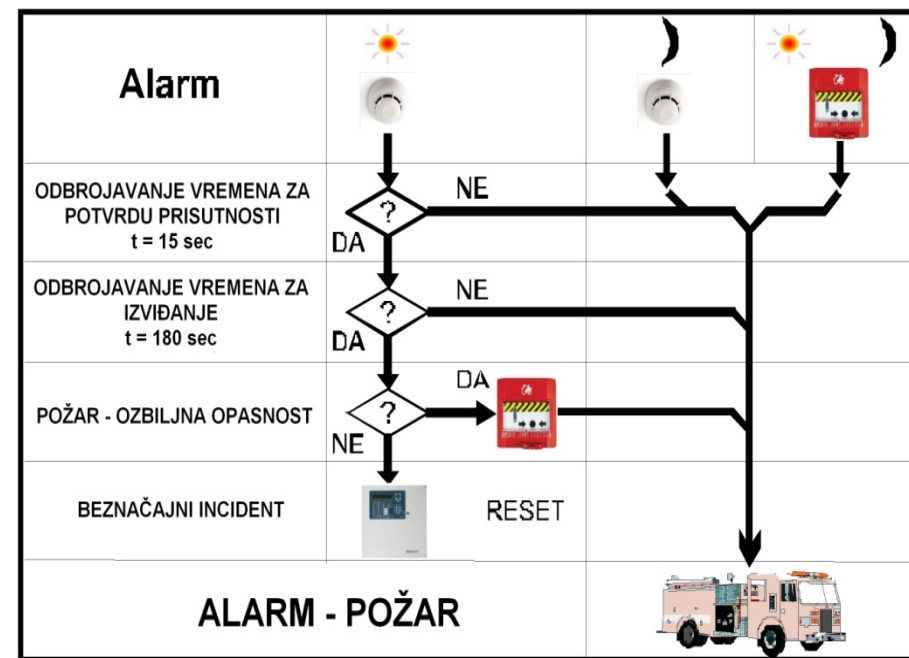 Alarm
ODBROJAVANJE VREMENA ZA
POTVRDU PRISUTNOSTI
t = 15 sec
?
NE
DA
ODBROJAVANJE VREMENA ZA
IZVIĐANJE
t = 180 sec
?
NE
DA
POŽAR - OZBILJNA OPASNOST
?
DA
NE
BEZNAČAJNI INCIDENT
RESET
ALARM - POŽAR